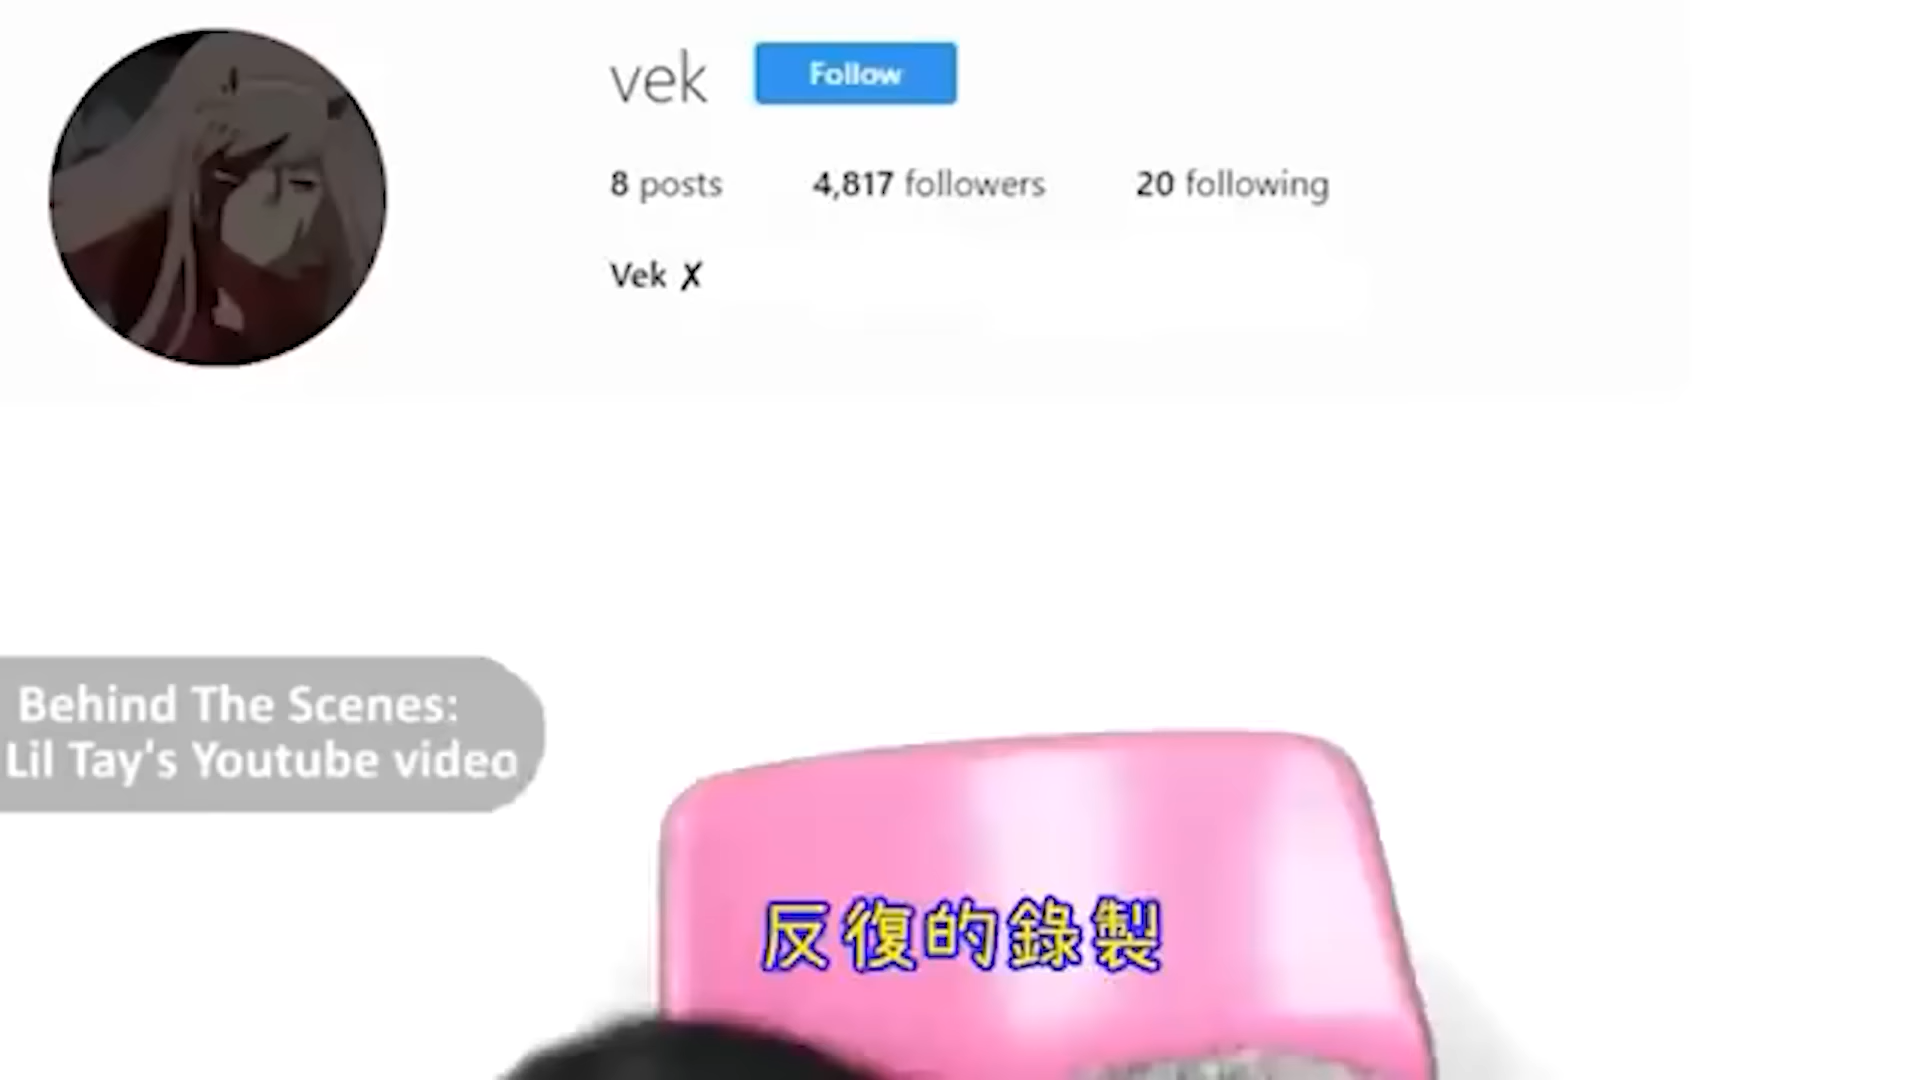 vek Follow
8 posts 4,817 followers 20 following
Vek ✗
Behind The Scenes:
Lil Tay's Youtube video
反復的錄製